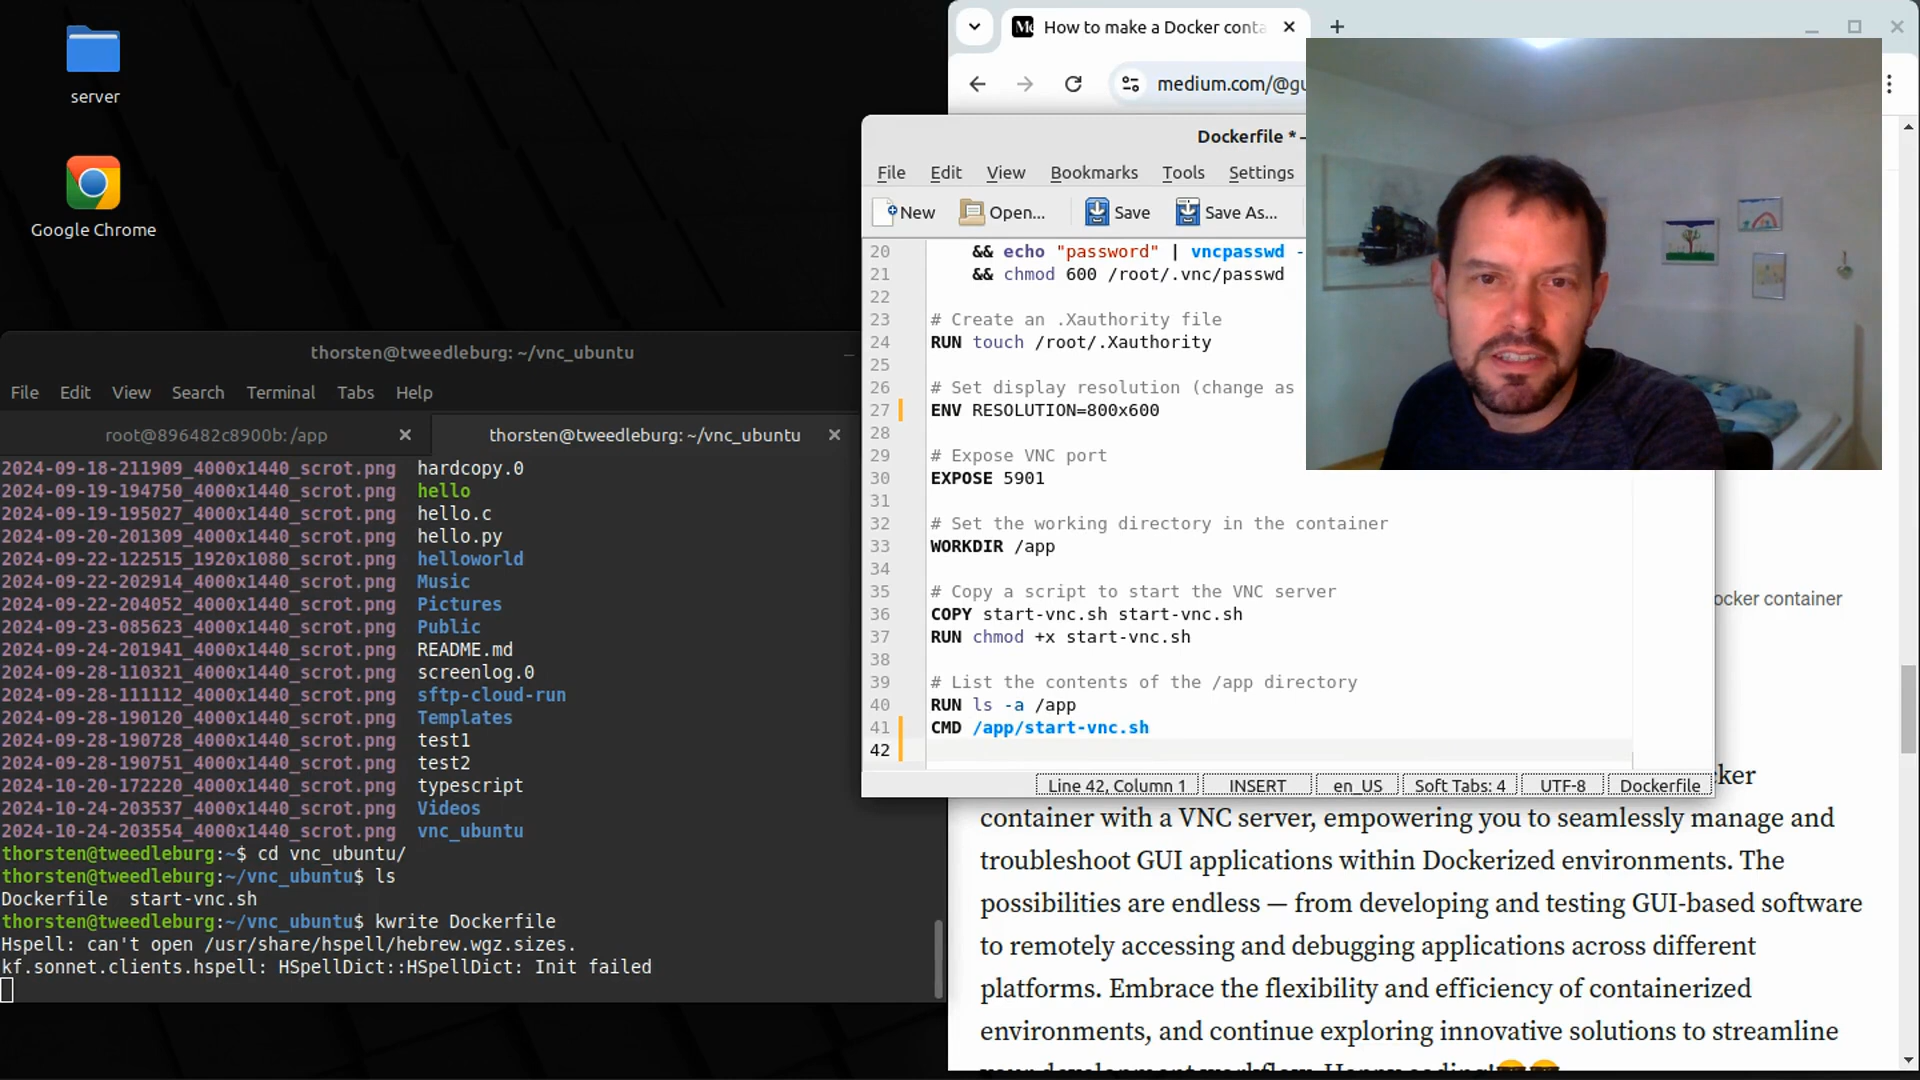 server
Google Chrome
thorsten@tweedleburg: ~/vnc_ubuntu
File Edit View Search Terminal Tabs Help
root@896482c8900b: /app
thorsten@tweedleburg: ~/vnc_ubuntu
2024-09-18-211909_4000x1440_scrot.png hardcopy.0
2024-09-19-194750_4000x1440_scrot.png hello
2024-09-19-195027_4000x1440_scrot.png hello.c
2024-09-20-201309_4000x1440_scrot.png hello.py
2024-09-22-122515_1920x1080_scrot.png helloworld
2024-09-22-202914_4000x1440_scrot.png Music
2024-09-22-204052_4000x1440_scrot.png Pictures
2024-09-23-085623_4000x1440_scrot.png Public
2024-09-24-201941_4000x1440_scrot.png README.md
2024-09-28-110321_4000x1440_scrot.png screenlog.0
2024-09-28-111112_4000x1440_scrot.png sftp-cloud-run
2024-09-28-190120_4000x1440_scrot.png Templates
2024-09-28-190728_4000x1440_scrot.png test1
2024-09-28-190751_4000x1440_scrot.png test2
2024-10-20-172220_4000x1440_scrot.png typescript
2024-10-24-203537_4000x1440_scrot.png Videos
2024-10-24-203554_4000x1440_scrot.png vnc_ubuntu
thorsten@tweedleburg:~$ cd vnc_ubuntu/
thorsten@tweedleburg:~/vnc_ubuntu$ ls
Dockerfile start-vnc.sh
thorsten@tweedleburg:~/vnc_ubuntu$ kwrite Dockerfile
Hspell: can't open /usr/share/hspell/hebrew.wgz.sizes.
kf.sonnet.clients.hspell: HSpellDict::HSpellDict: Init failed
How to make a Docker conta
medium.com/@gu
Dockerfile * –
File Edit View Bookmarks Tools Settings
New Open... Save Save As...
20 && echo "password" | vncpasswd -
21 && chmod 600 /root/.vnc/passwd
22
23 # Create an .Xauthority file
24 RUN touch /root/.Xauthority
25
26 # Set display resolution (change as
27 ENV RESOLUTION=800x600
28
29 # Expose VNC port
30 EXPOSE 5901
31
32 # Set the working directory in the container
33 WORKDIR /app
34
35 # Copy a script to start the VNC server
36 COPY start-vnc.sh start-vnc.sh
37 RUN chmod +x start-vnc.sh
38
39 # List the contents of the /app directory
40 RUN ls -a /app
41 CMD /app/start-vnc.sh
42
Line 42, Column 1 INSERT en_US Soft Tabs: 4 UTF-8 Dockerfile
ocker container
cker
container with a VNC server, empowering you to seamlessly manage and
troubleshoot GUI applications within Dockerized environments. The
possibilities are endless — from developing and testing GUI-based software
to remotely accessing and debugging applications across different
platforms. Embrace the flexibility and efficiency of containerized
environments, and continue exploring innovative solutions to streamline
your development workflow. Happy coding!